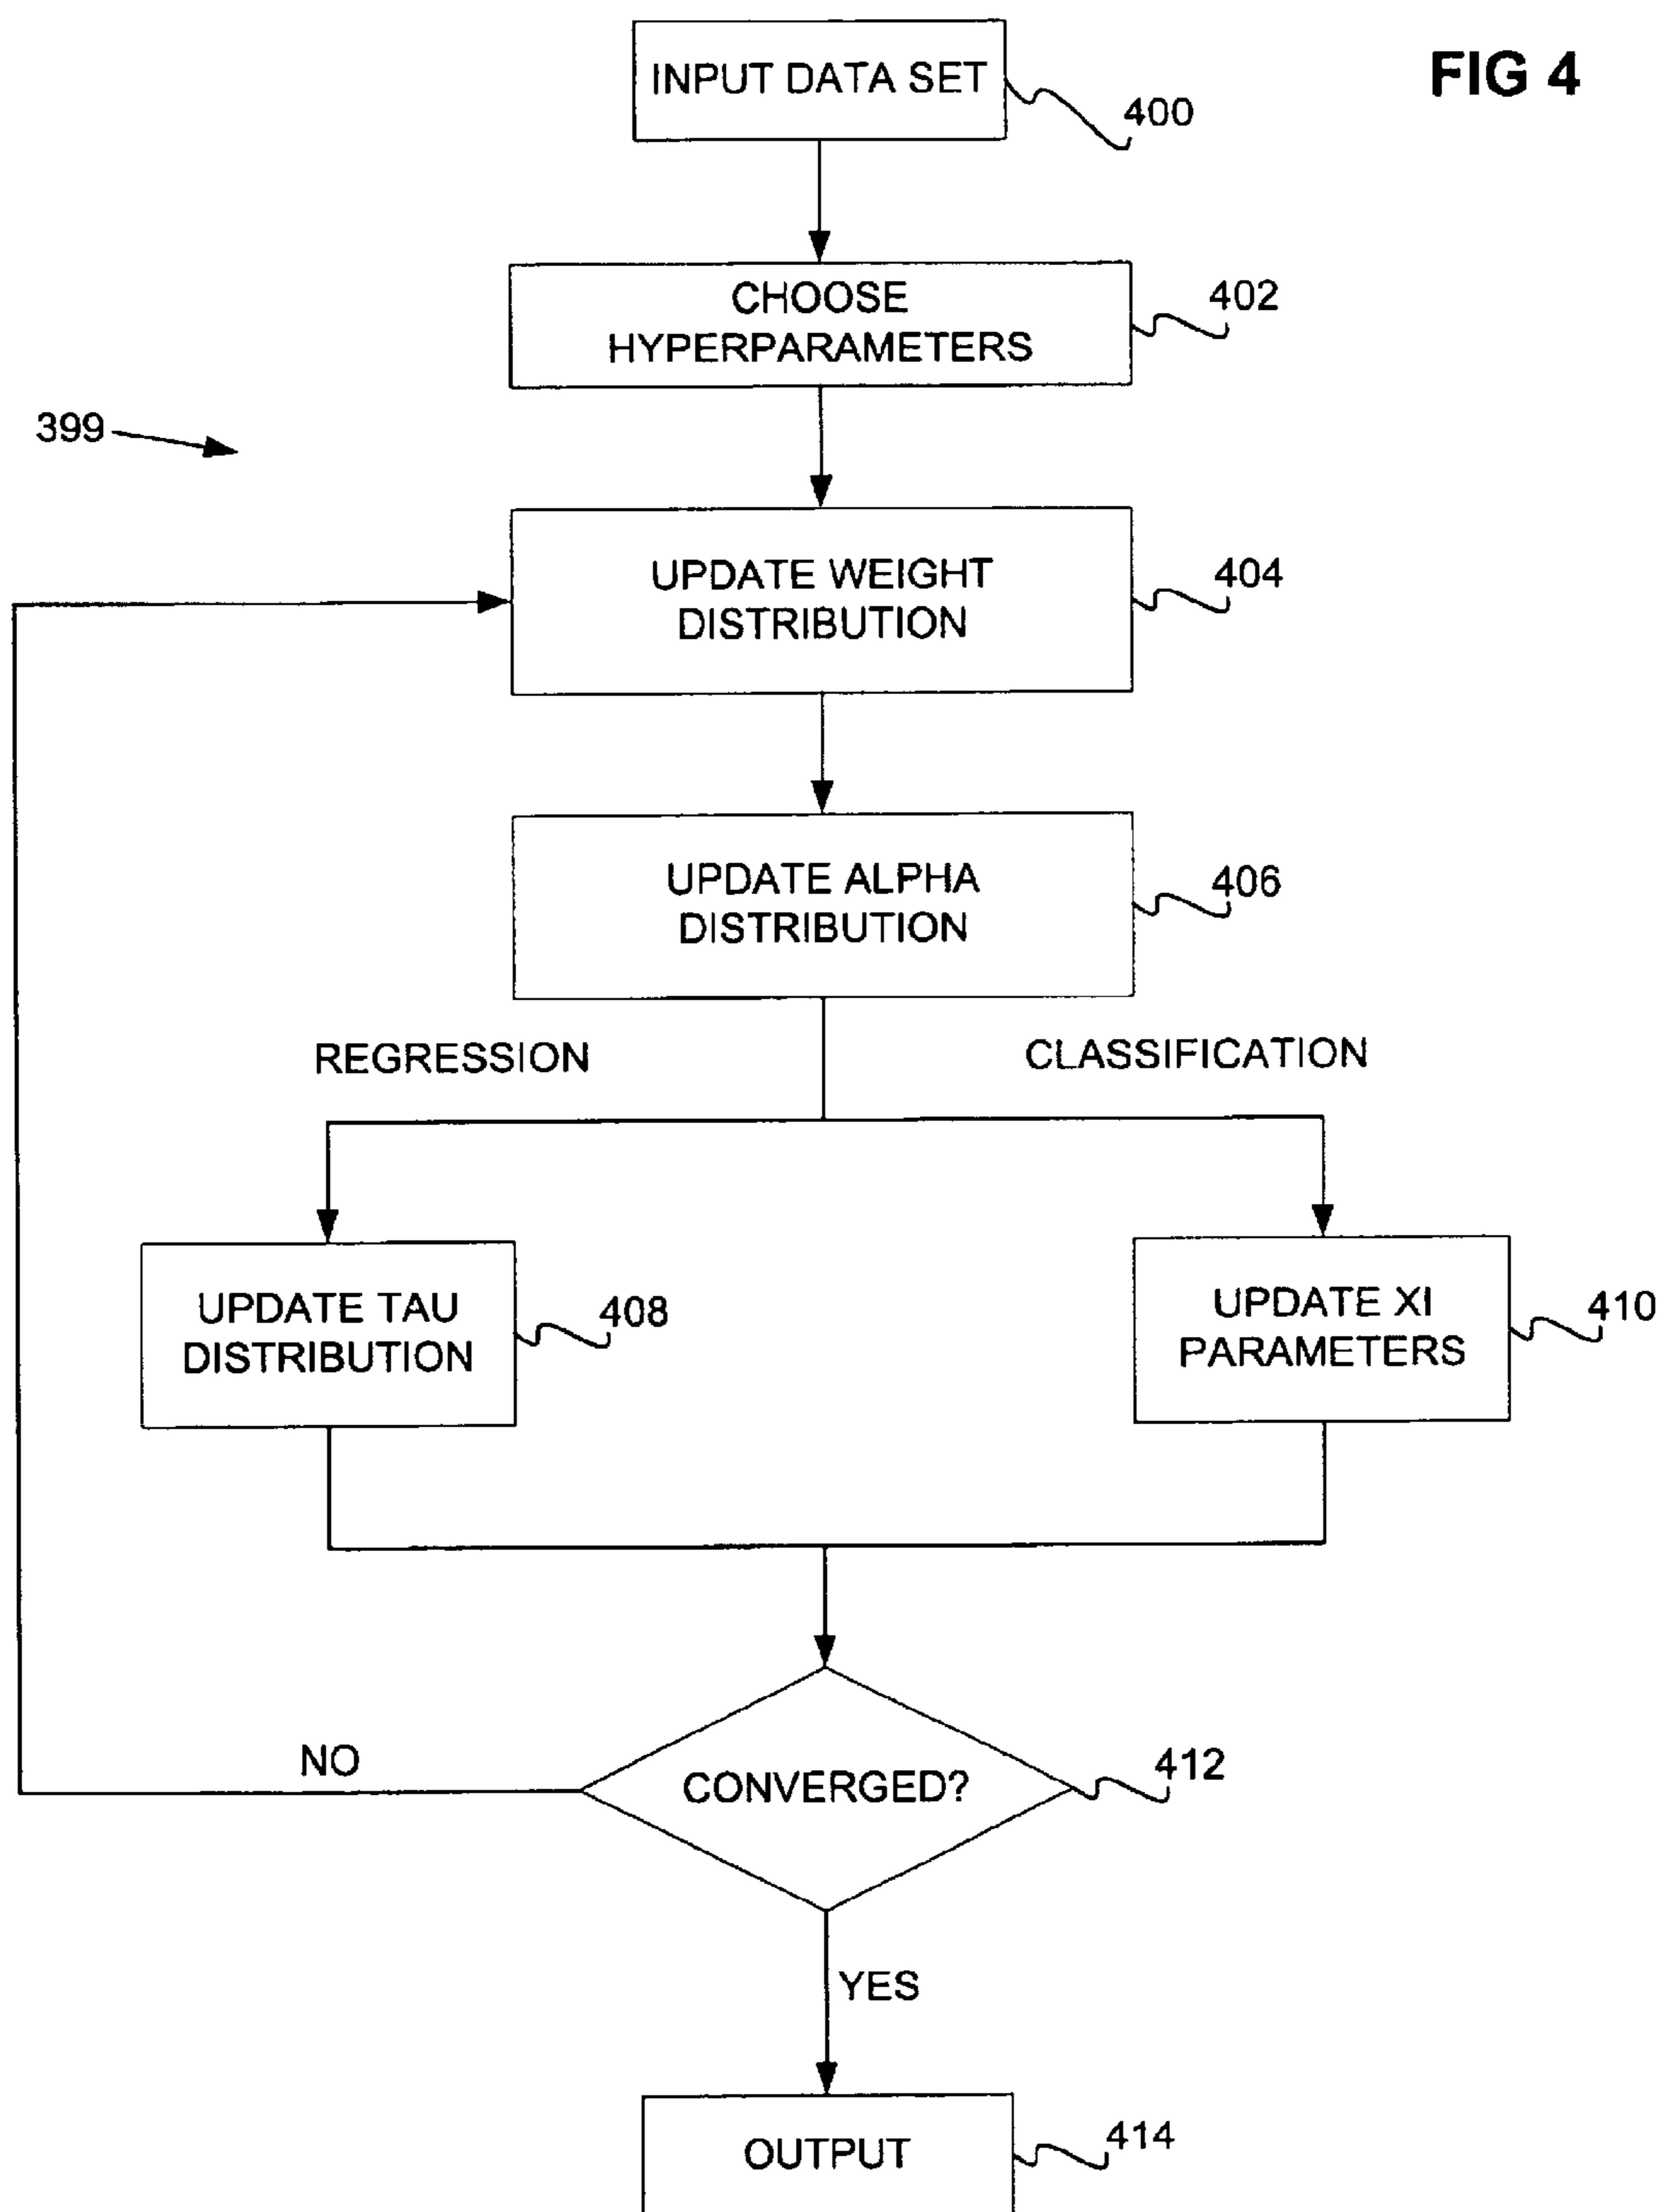 FIG 4
INPUT DATA SET
400
CHOOSE
HYPERPARAMETERS
402
399
UPDATE WEIGHT
DISTRIBUTION
404
UPDATE ALPHA
DISTRIBUTION
406
REGRESSION
CLASSIFICATION
UPDATE TAU
DISTRIBUTION
408
UPDATE XI
PARAMETERS
410
NO
CONVERGED?
412
YES
OUTPUT
414